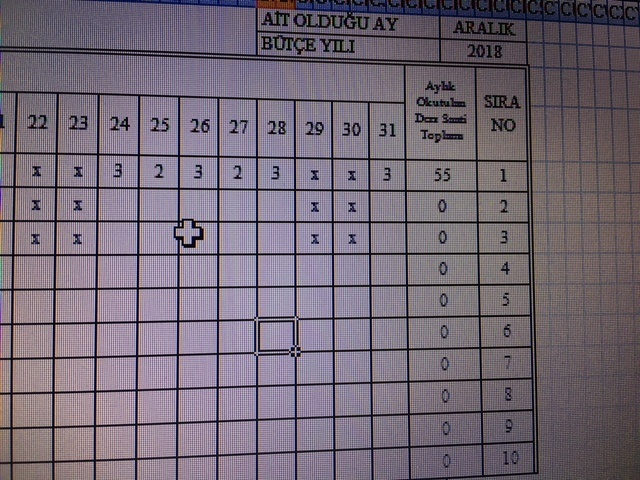 AİT OLDUĞU AY ARALIK
BÜTÇE YILI 2018
22 23 24 25 26 27 28 29 30 31 Aylık Okutulan Ders Saati Toplamı SIRA NO
x x 3 2 3 2 3 x x 3 55 1
x x x x 0 2
x x x x 0 3
0 4
0 5
0 6
0 7
0 8
0 9
0 10